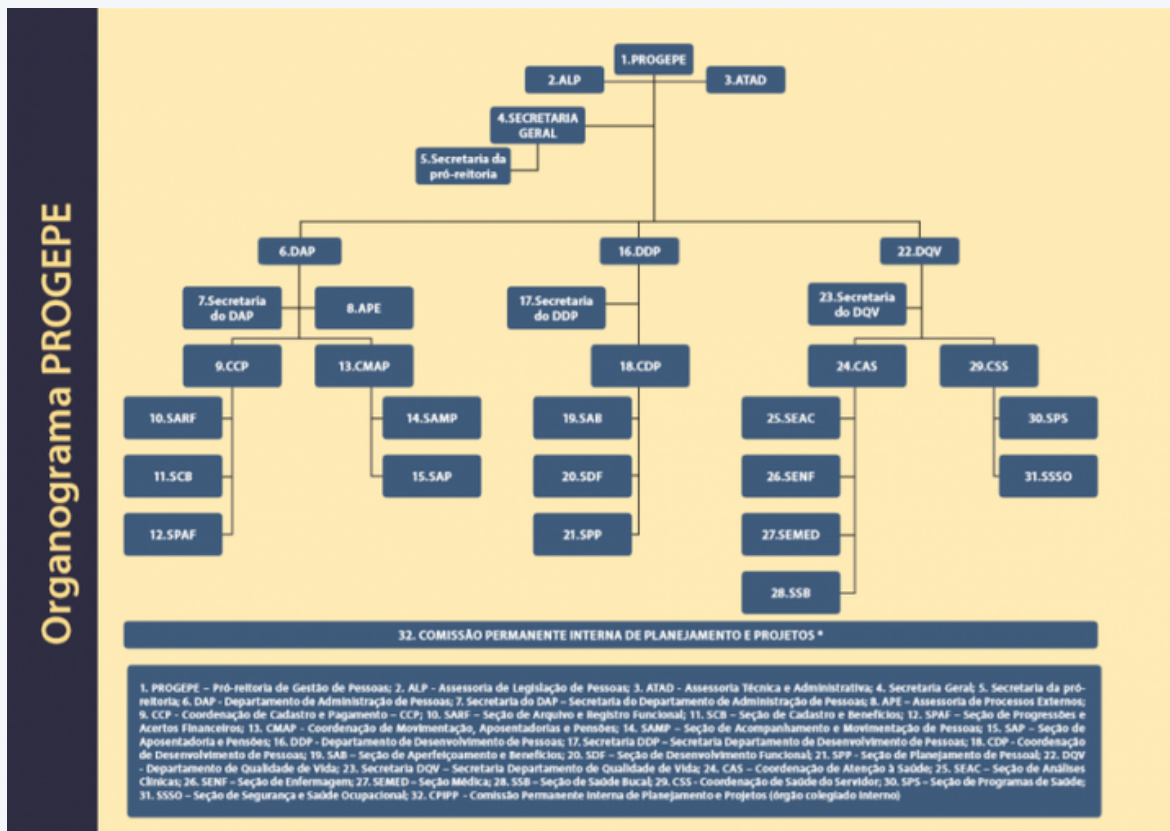 Organograma PROGEPE
1.PROGEPE
2.ALP
3.ATAD
4.SECRETARIA
GERAL
5.Secretaria da
pró-reitoria
6.DAP
16.DDP
22.DQV
7.Secretaria
do DAP
8.APE
17.Secretaria
do DDP
23.Secretaria
do DQV
9.CCP
13.CMAP
18.CDP
24.CAS
29.CSS
10.SARF
14.SAMP
19.SAB
25.SEAC
30.SPS
11.SCB
15.SAP
20.SDF
26.SENF
31.SSSO
12.SPAF
21.SPP
27.SEMED
28.SSB
32. COMISSÃO PERMANENTE INTERNA DE PLANEJAMENTO E PROJETOS *
1. PROGEPE – Pró-reitoria de Gestão de Pessoas; 2. ALP - Assessoria de Legislação de Pessoas; 3. ATAD - Assessoria Técnica e Administrativa; 4. Secretaria Geral; 5. Secretaria da pró-
reitoria; 6. DAP - Departamento de Administração de Pessoas; 7. Secretaria do DAP – Secretaria do Departamento de Administração de Pessoas; 8. APE – Assessoria de Processos Externos;
9. CCP - Coordenação de Cadastro e Pagamento – CCP; 10. SARF – Seção de Arquivo e Registro Funcional; 11. SCB – Seção de Cadastro e Benefícios; 12. SPAF – Seção de Progressões e
Acertos Financeiros; 13. CMAP - Coordenação de Movimentação, Aposentadorias e Pensões; 14. SAMP – Seção de Acompanhamento e Movimentação de Pessoas; 15. SAP – Seção de
Aposentadoria e Pensões; 16. DDP - Departamento de Desenvolvimento de Pessoas; 17. Secretaria DDP – Secretaria Departamento de Desenvolvimento de Pessoas; 18. CDP - Coordenação
de Desenvolvimento de Pessoas; 19. SAB – Seção de Aperfeiçoamento e Benefícios; 20. SDF – Seção de Desenvolvimento Funcional; 21. SPP – Seção de Planejamento de Pessoal; 22. DQV
- Departamento de Qualidade de Vida; 23. Secretaria DQV – Secretaria Departamento de Qualidade de Vida; 24. CAS – Coordenação de Atenção à Saúde; 25. SEAC – Seção de Análises
Clínicas; 26. SENF – Seção de Enfermagem; 27. SEMED – Seção Médica; 28. SSB – Seção de Saúde Bucal; 29. CSS - Coordenação de Saúde do Servidor; 30. SPS – Seção de Programas de Saúde;
31. SSSO – Seção de Segurança e Saúde Ocupacional; 32. CPIPP - Comissão Permanente Interna de Planejamento e Projetos (órgão colegiado interno)